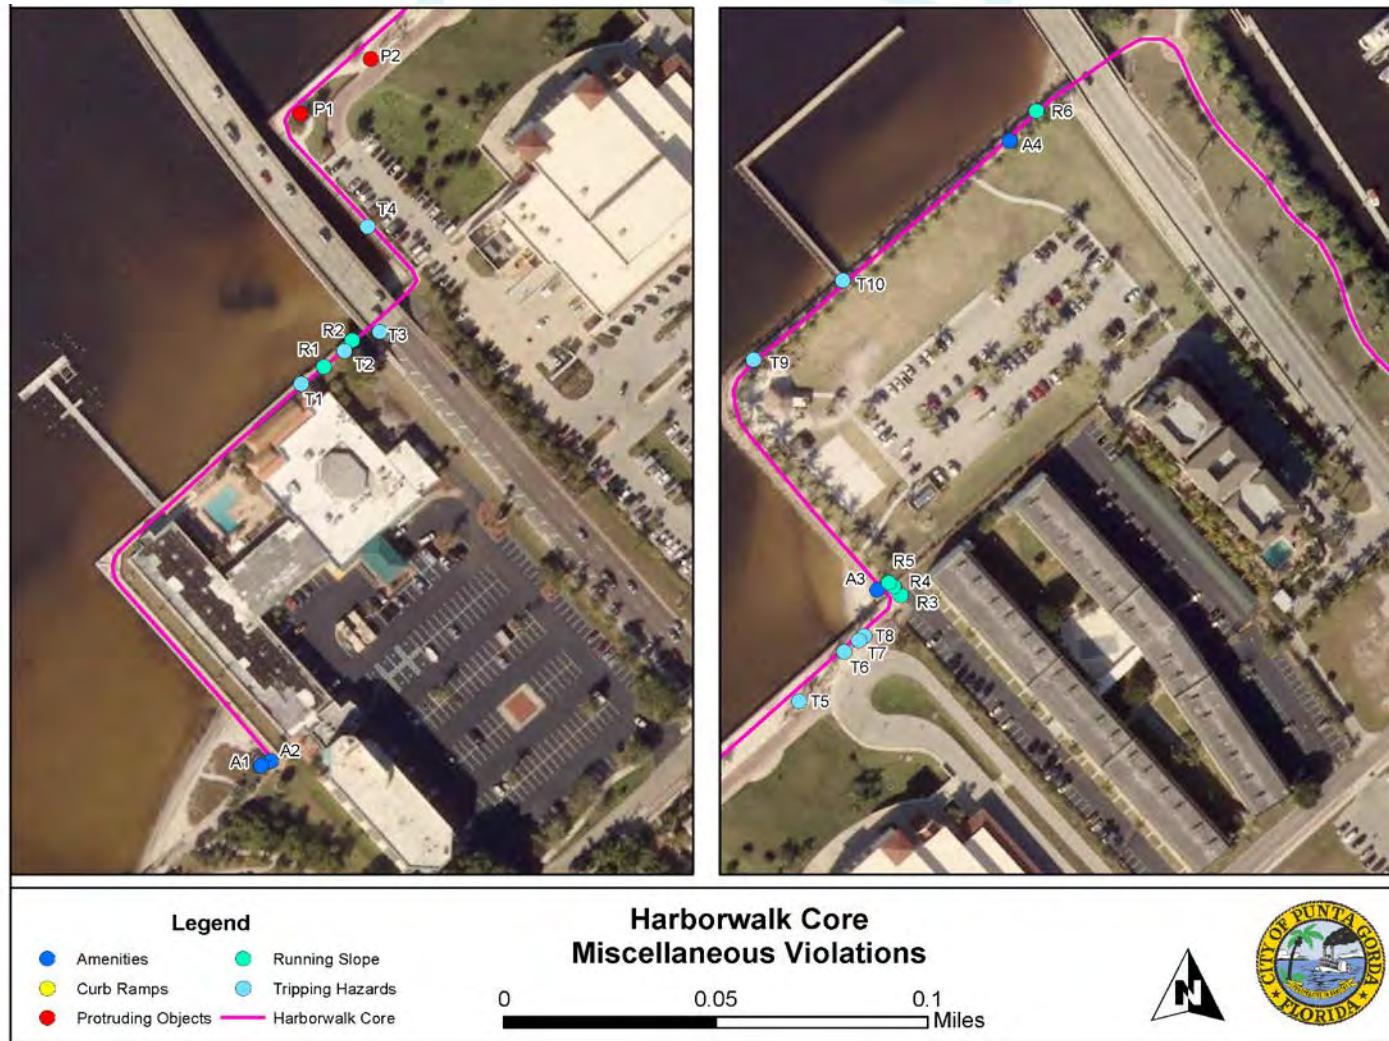 P2
P1
T4
R2
T3
R1
T2
T1
A2
A1
R6
A4
T10
T9
R5
A3
R4
R3
T8
T7
T6
T5
Legend
Amenities
Running Slope
Curb Ramps
Tripping Hazards
Protruding Objects
Harborwalk Core
Harborwalk Core
Miscellaneous Violations
0 0.05 0.1
Miles
N
CITY OF PUNTA GORDA
FLORIDA